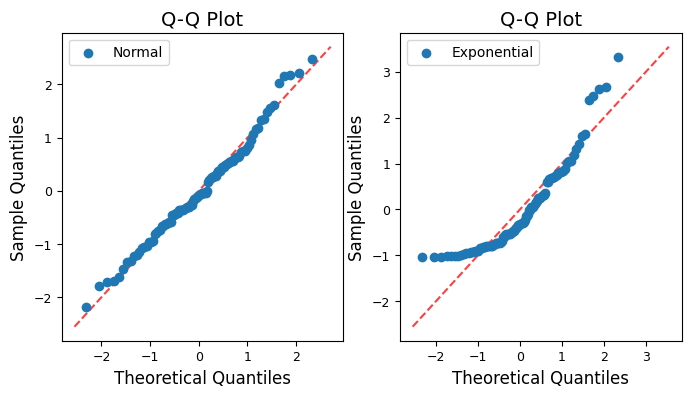 Q-Q Plot
Normal
2
1
0
−1
−2
Sample Quantiles
−2
−1
0
1
2
Theoretical Quantiles
Q-Q Plot
Exponential
3
2
1
0
−1
−2
Sample Quantiles
−2
−1
0
1
2
3
Theoretical Quantiles